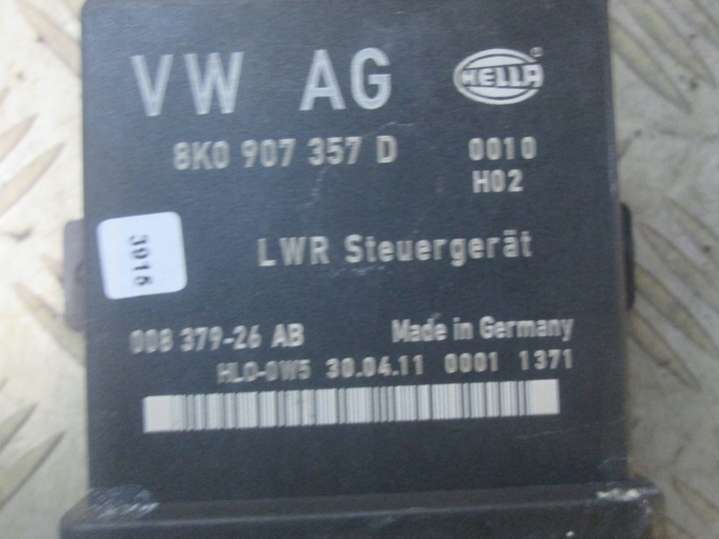 VW AG HELLA
8K0 907 357 D 0010
H02
3916
LWR Steuergerät
008 379-26 AB Made in Germany
HLO-0W5 30.04.11 0001 1371